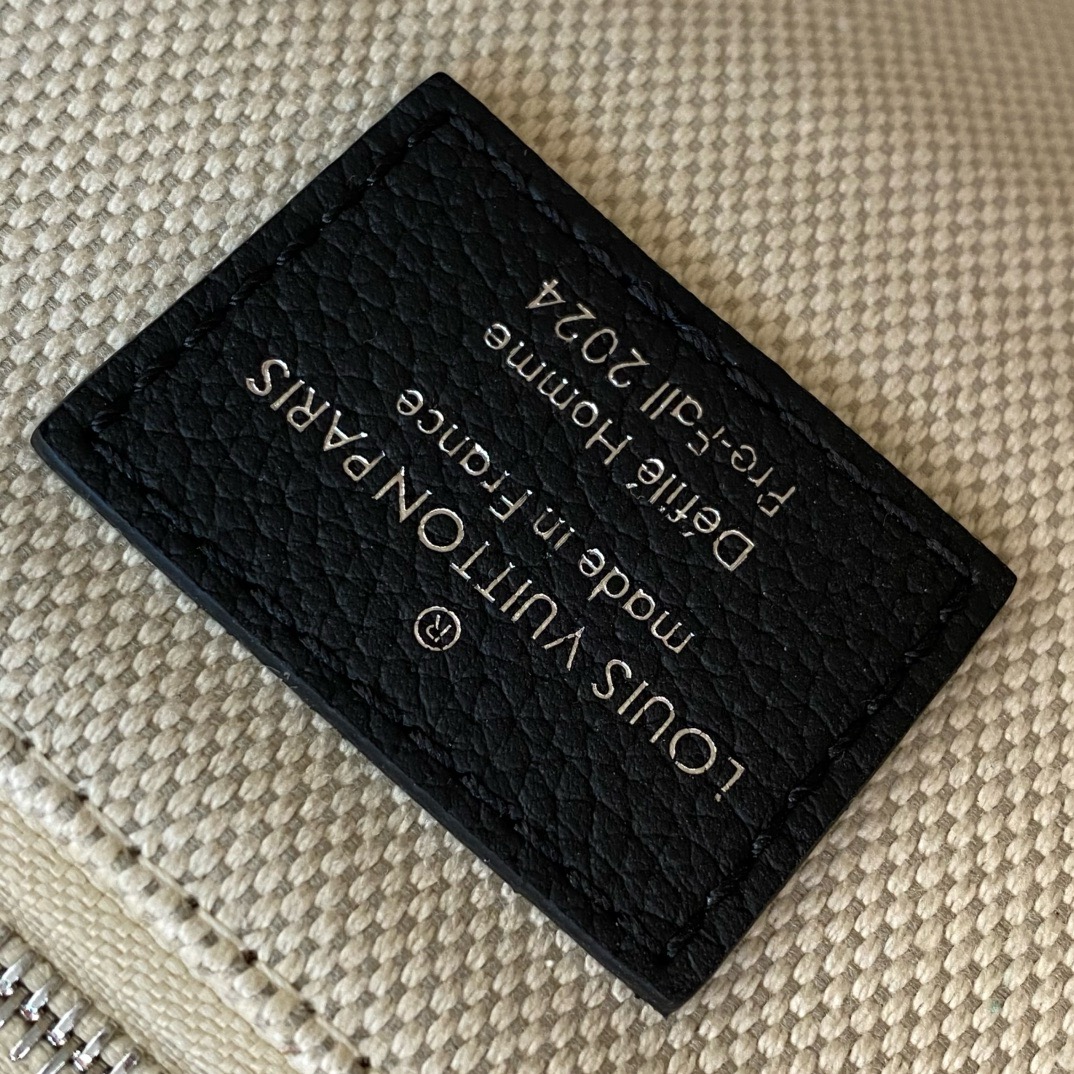 ®
LOUIS VUITTON PARIS
made in France
Défilé Homme
Pre-Fall 2024